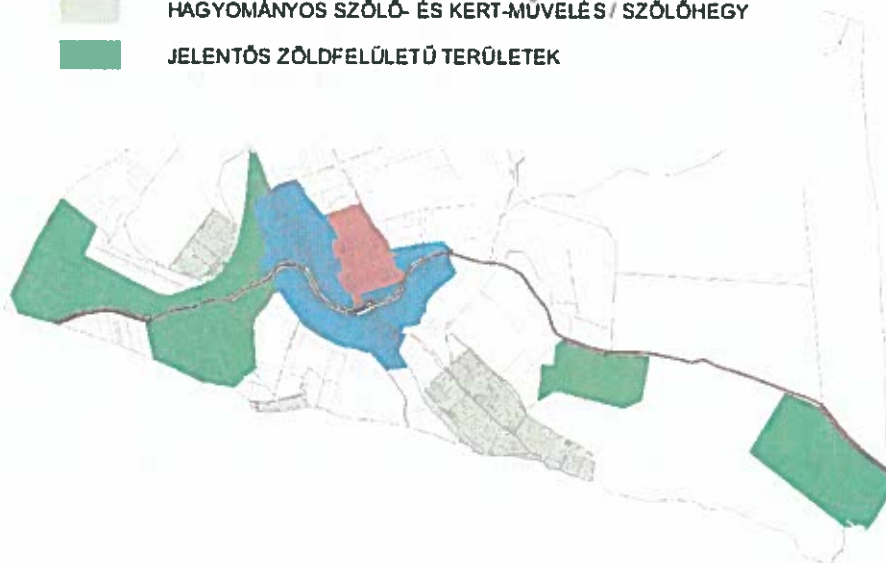 HAGYOMÁNYOS SZŐLŐ- ÉS KERT-MŰVELÉS / SZŐLŐHEGY
JELENTŐS ZÖLDFELÜLETŰ TERÜLETEK